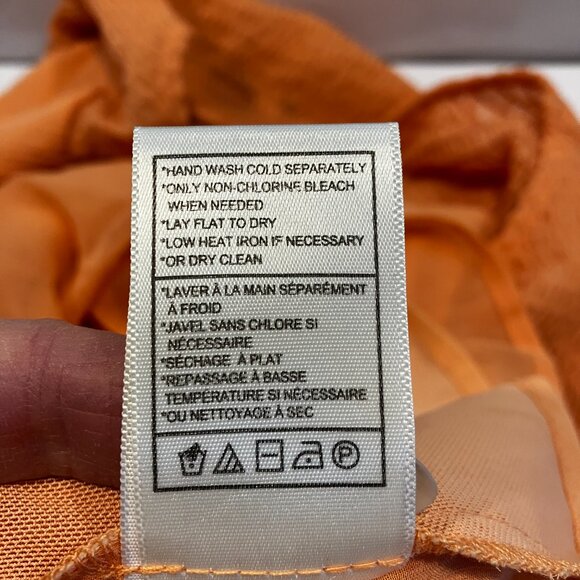 *HAND WASH COLD SEPARATELY
*ONLY NON-CHLORINE BLEACH
WHEN NEEDED
*LAY FLAT TO DRY
*LOW HEAT IRON IF NECESSARY
*OR DRY CLEAN
*LAVER À LA MAIN SÉPARÉMENT
À FROID
*JAVEL SANS CHLORE SI
NÉCESSAIRE
*SÉCHAGE À PLAT
*REPASSAGE À BASSE
TEMPÉRATURE SI NÉCESSAIRE
*OU NETTOYAGE À SEC
P